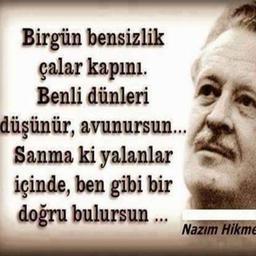 Birgün bensizlik
çalar kapını.
Benli dünleri
düşünür, avunursun...
Sanma ki yalanlar
içinde, ben gibi bir
doğru bulursun ...
Nazım Hikme